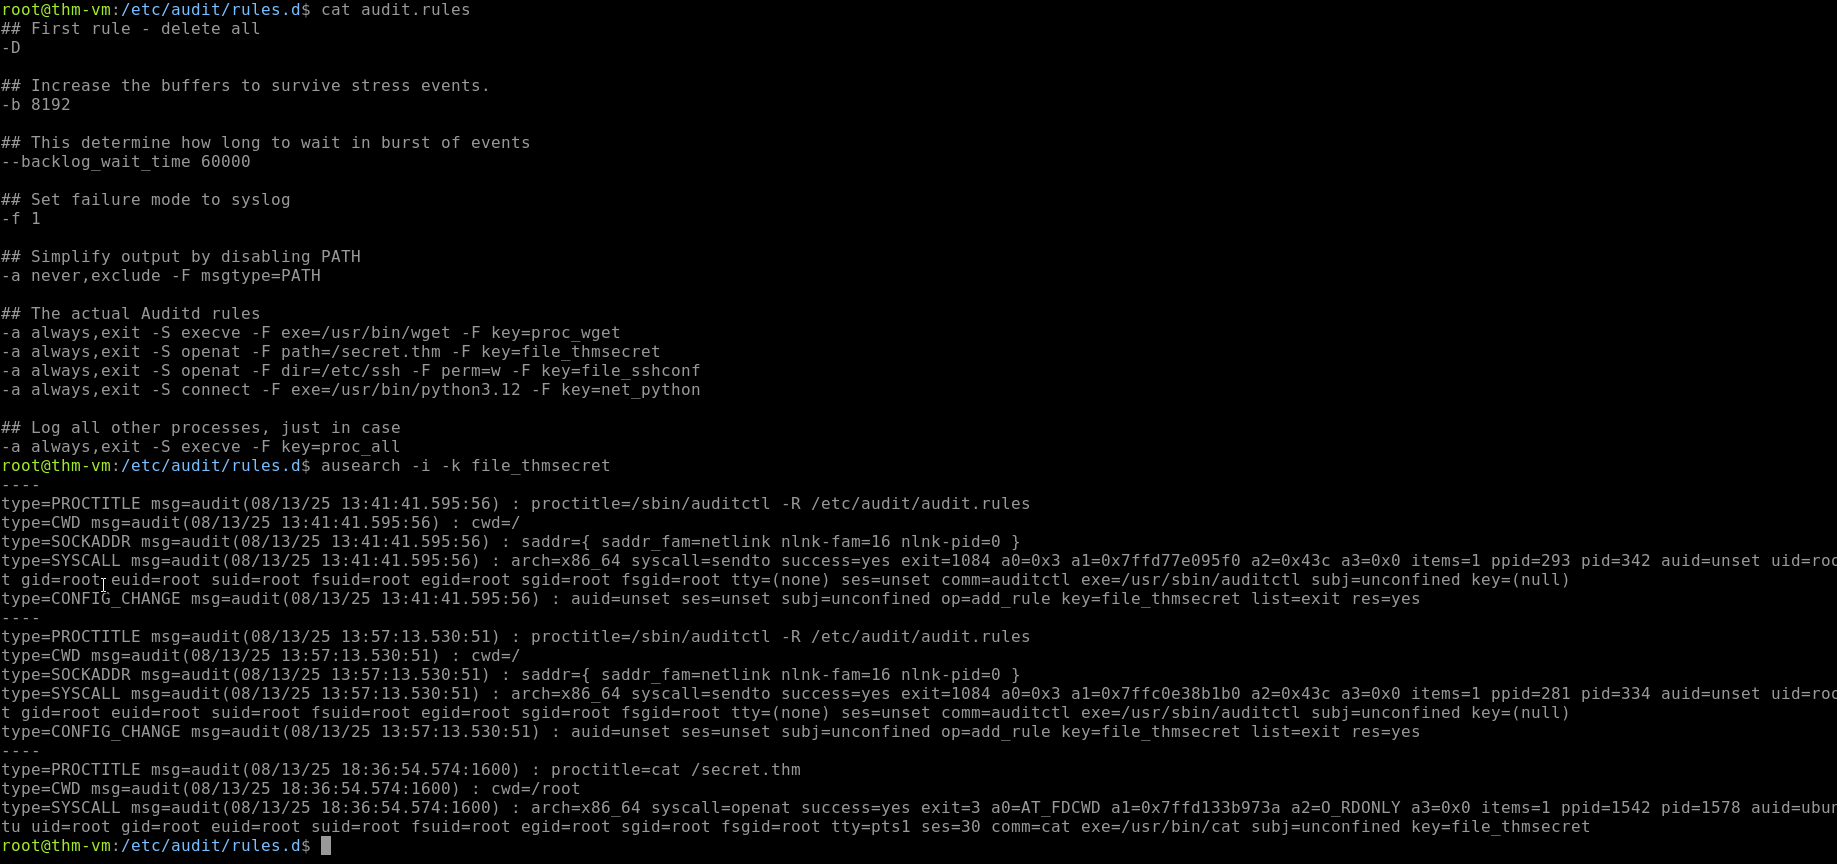 root@thm-vm:/etc/audit/rules.d$ cat audit.rules
## First rule - delete all
-D
## Increase the buffers to survive stress events.
-b 8192
## This determine how long to wait in burst of events
--backlog_wait_time 60000
## Set failure mode to syslog
-f 1
## Simplify output by disabling PATH
-a never,exclude -F msgtype=PATH
## The actual Auditd rules
-a always,exit -S execve -F exe=/usr/bin/wget -F key=proc_wget
-a always,exit -S openat -F path=/secret.thm -F key=file_thmsecret
-a always,exit -S openat -F dir=/etc/ssh -F perm=w -F key=file_sshconf
-a always,exit -S connect -F exe=/usr/bin/python3.12 -F key=net_python
## Log all other processes, just in case
-a always,exit -S execve -F key=proc_all
root@thm-vm:/etc/audit/rules.d$ ausearch -i -k file_thmsecret
----
type=PROCTITLE msg=audit(08/13/25 13:41:41.595:56) : proctitle=/sbin/auditctl -R /etc/audit/audit.rules
type=CWD msg=audit(08/13/25 13:41:41.595:56) : cwd=/
type=SOCKADDR msg=audit(08/13/25 13:41:41.595:56) : saddr={ saddr_fam=netlink nlnk-fam=16 nlnk-pid=0 }
type=SYSCALL msg=audit(08/13/25 13:41:41.595:56) : arch=x86_64 syscall=sendto success=yes exit=1084 a0=0x3 a1=0x7ffd77e095f0 a2=0x43c a3=0x0 items=1 ppid=293 pid=342 auid=unset uid=roo
t gid=root euid=root suid=root fsuid=root egid=root sgid=root fsgid=root tty=(none) ses=unset comm=auditctl exe=/usr/sbin/auditctl subj=unconfined key=(null)
type=CONFIG_CHANGE msg=audit(08/13/25 13:41:41.595:56) : auid=unset ses=unset subj=unconfined op=add_rule key=file_thmsecret list=exit res=yes
----
type=PROCTITLE msg=audit(08/13/25 13:57:13.530:51) : proctitle=/sbin/auditctl -R /etc/audit/audit.rules
type=CWD msg=audit(08/13/25 13:57:13.530:51) : cwd=/
type=SOCKADDR msg=audit(08/13/25 13:57:13.530:51) : saddr={ saddr_fam=netlink nlnk-fam=16 nlnk-pid=0 }
type=SYSCALL msg=audit(08/13/25 13:57:13.530:51) : arch=x86_64 syscall=sendto success=yes exit=1084 a0=0x3 a1=0x7ffc0e38b1b0 a2=0x43c a3=0x0 items=1 ppid=281 pid=334 auid=unset uid=roo
t gid=root euid=root suid=root fsuid=root egid=root sgid=root fsgid=root tty=(none) ses=unset comm=auditctl exe=/usr/sbin/auditctl subj=unconfined key=(null)
type=CONFIG_CHANGE msg=audit(08/13/25 13:57:13.530:51) : auid=unset ses=unset subj=unconfined op=add_rule key=file_thmsecret list=exit res=yes
----
type=PROCTITLE msg=audit(08/13/25 18:36:54.574:1600) : proctitle=cat /secret.thm
type=CWD msg=audit(08/13/25 18:36:54.574:1600) : cwd=/root
type=SYSCALL msg=audit(08/13/25 18:36:54.574:1600) : arch=x86_64 syscall=openat success=yes exit=3 a0=AT_FDCWD a1=0x7ffd133b973a a2=O_RDONLY a3=0x0 items=1 ppid=1542 pid=1578 auid=ubun
tu uid=root gid=root euid=root suid=root fsuid=root egid=root sgid=root fsgid=root tty=pts1 ses=30 comm=cat exe=/usr/bin/cat subj=unconfined key=file_thmsecret
root@thm-vm:/etc/audit/rules.d$